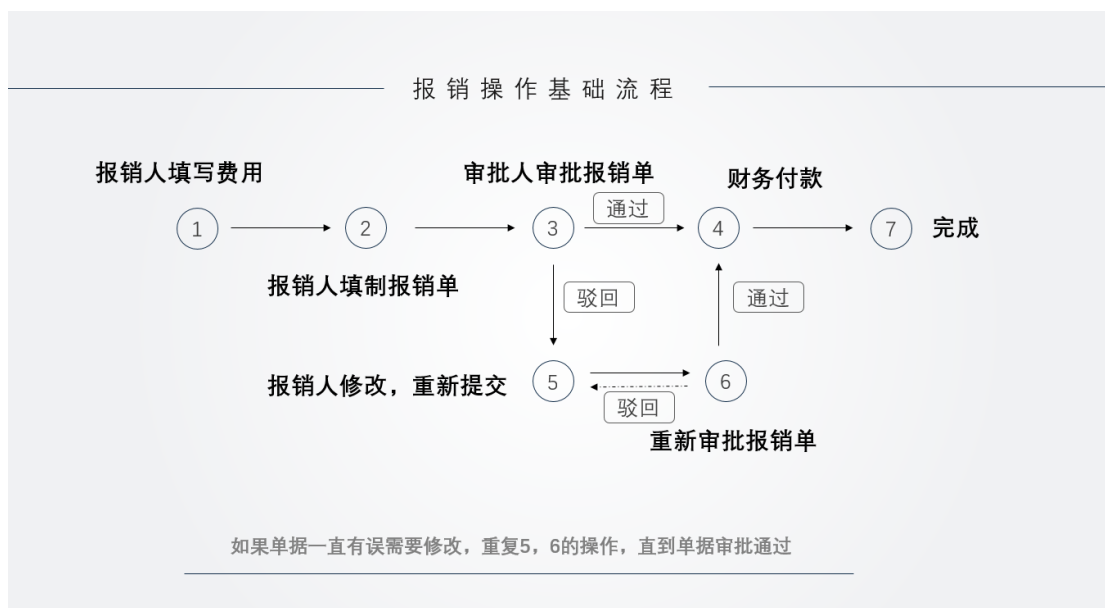 报销操作基础流程
报销人填写费用
审批人审批报销单
财务付款
通过
1
2
3
4
7
完成
报销人填制报销单
驳回
通过
报销人修改，重新提交
5
6
驳回
重新审批报销单
如果单据一直有误需要修改，重复5，6的操作，直到单据审批通过